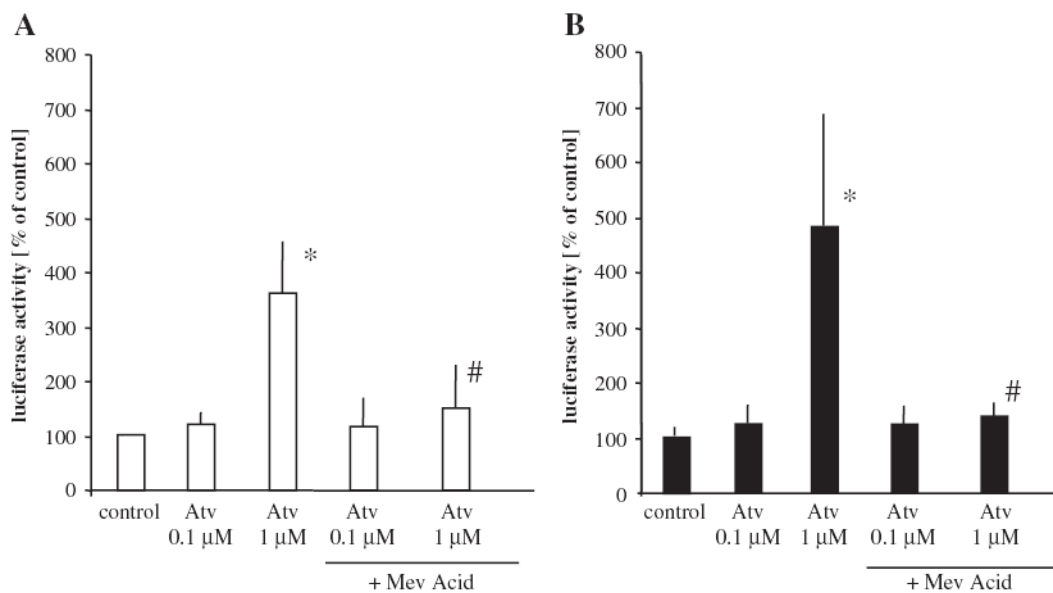 A
luciferase activity [% of control]
800
700
600
500
400
300
200
100
0
*
#
control
Atv
0.1 µM
Atv
1 µM
Atv
0.1 µM
Atv
1 µM
+ Mev Acid
B
luciferase activity [% of control]
800
700
600
500
400
300
200
100
0
*
#
control
Atv
0.1 µM
Atv
1 µM
Atv
0.1 µM
Atv
1 µM
+ Mev Acid